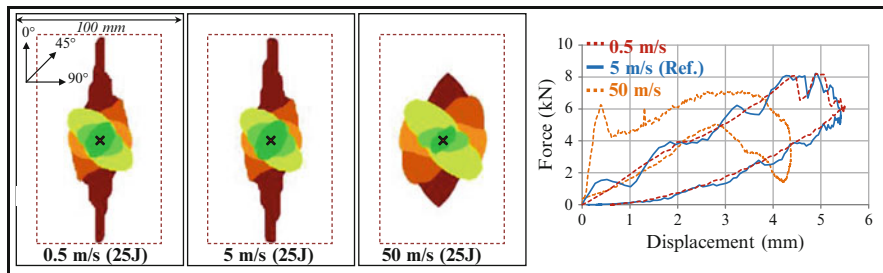 100 mm
0°
45°
90°
0.5 m/s (25J)
5 m/s (25J)
50 m/s (25J)
Force (kN)
10
8
6
4
2
0
0.5 m/s
5 m/s (Ref.)
50 m/s
0 1 2 3 4 5 6
Displacement (mm)